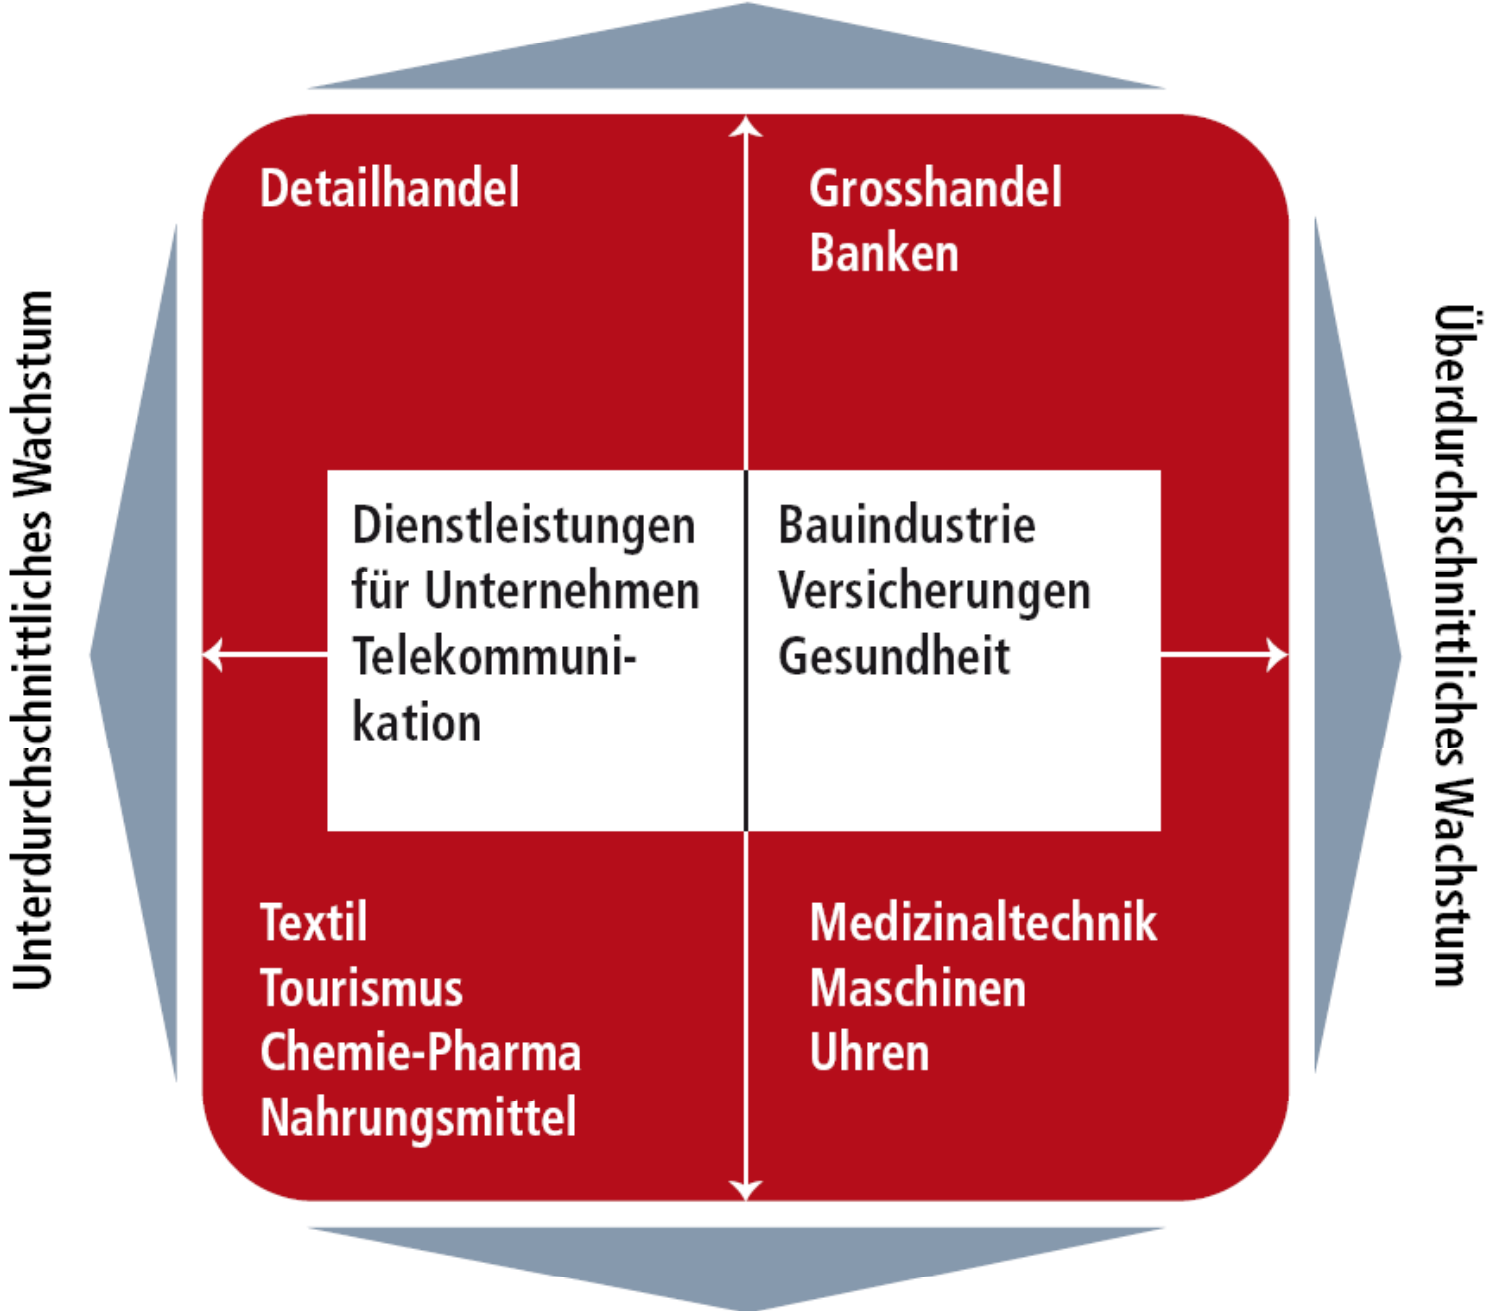 Detailhandel
Grosshandel
Banken
Unterdurchschnittliches Wachstum
Überdurchschnittliches Wachstum
Dienstleistungen
für Unternehmen
Telekommuni-
kation
Bauindustrie
Versicherungen
Gesundheit
Textil
Tourismus
Chemie-Pharma
Nahrungsmittel
Medizinaltechnik
Maschinen
Uhren